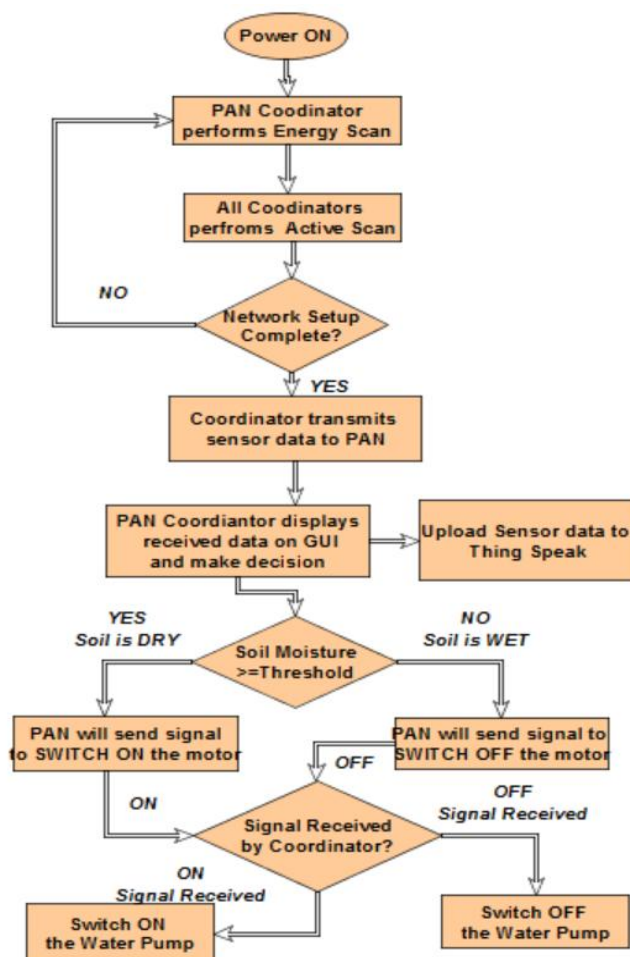 Power ON
PAN Coodinator
performs Energy Scan
All Coodinators
perfroms Active Scan
NO
Network Setup
Complete?
YES
Coordinator transmits
sensor data to PAN
PAN Coordiantor displays
received data on GUI
and make decision
Upload Sensor data to
Thing Speak
YES
Soil is DRY
NO
Soil is WET
Soil Moisture
>=Threshold
PAN will send signal
to SWITCH ON the motor
PAN will send signal to
SWITCH OFF the motor
OFF
ON
OFF
Signal Received
Signal Received
by Coordinator?
ON
Signal Received
Switch ON
the Water Pump
Switch OFF
the Water Pump